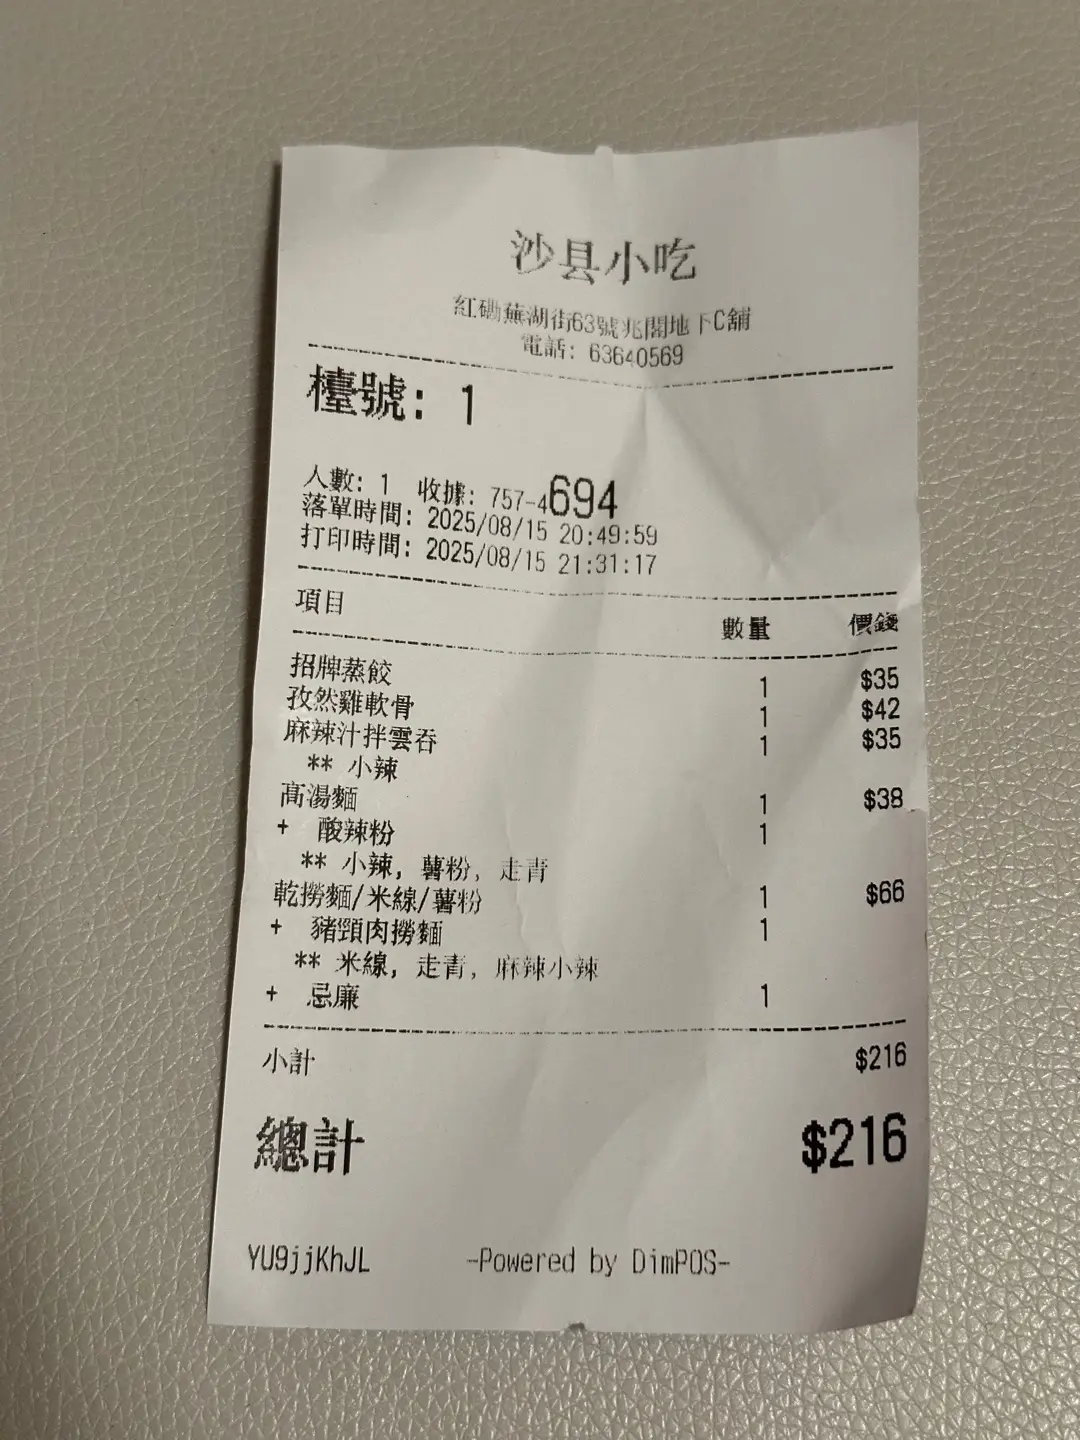 沙县小吃
紅磡蕪湖街63號兆閣地下C舖
電話: 63640569
檯號: 1
人數: 1 收據: 757-4694
落單時間: 2025/08/15 20:49:59
打印時間: 2025/08/15 21:31:17
項目 數量 價錢
招牌蒸餃 1 $35
孜然雞軟骨 1 $42
麻辣汁拌雲吞 1 $35
** 小辣
高湯麵 1 $38
+ 酸辣粉 1
** 小辣, 薯粉, 走青
乾撈麵/米線/薯粉 1 $66
+ 豬頸肉撈麵 1
** 米線, 走青, 麻辣小辣
+ 忌廉 1
小計 $216
總計 $216
YU9jjKhJL -Powered by DimPOS-